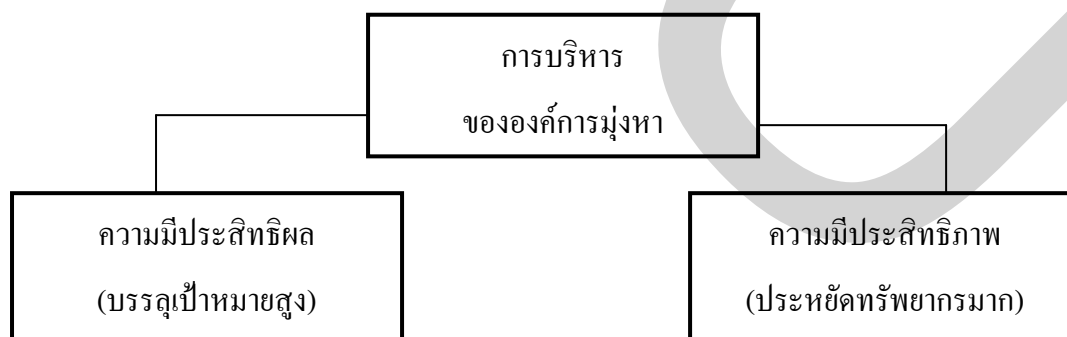 การบริหาร
ขององค์การมุ่งหา
ความมีประสิทธิผล
(บรรลุเป้าหมายสูง)
ความมีประสิทธิภาพ
(ประหยัดทรัพยากรมาก)